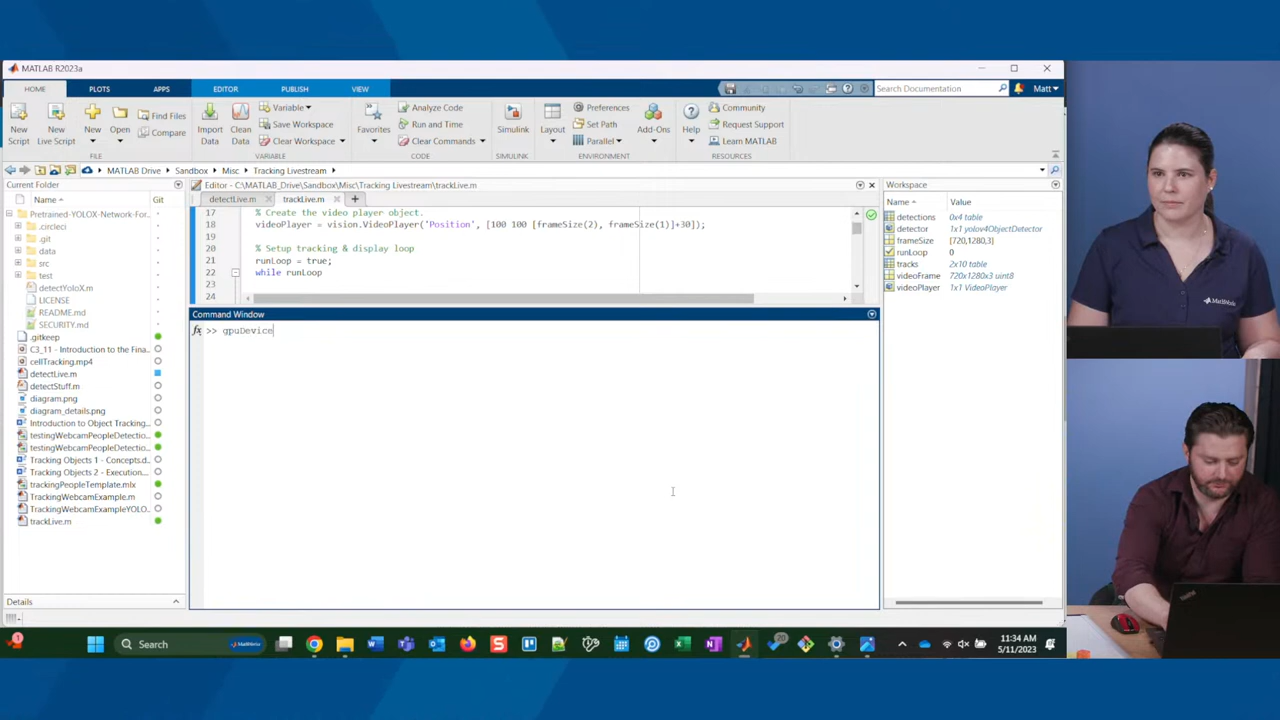 MATLAB R2023a
HOME PLOTS APPS EDITOR PUBLISH VIEW Search Documentation Matt
New Script
New Live Script
New
Open
Find Files
Compare
FILE
Import Data
Clean Data
Variable
Save Workspace
Clear Workspace
VARIABLE
Favorites
Analyze Code
Run and Time
Clear Commands
CODE
Simulink
SIMULINK
Layout
Preferences
Set Path
Parallel
Add-Ons
ENVIRONMENT
Help
Community
Request Support
Learn MATLAB
RESOURCES
MATLAB Drive Sandbox Misc Tracking Livestream
Current Folder
Name Git
Pretrained-YOLOX-Network-For...
.circleci
.git
data
src
test
detectYoloX.m
LICENSE
README.md
SECURITY.md
.gitkeep
C3_11 - Introduction to the Fina...
cellTracking.mp4
detectLive.m
detectStuff.m
diagram.png
diagram_details.png
Introduction to Object Tracking...
testingWebcamPeopleDetectio...
testingWebcamPeopleDetectio...
Tracking Objects 1 - Concepts.d...
Tracking Objects 2 - Execution....
trackingPeopleTemplate.mlx
TrackingWebcamExample.m
TrackingWebcamExampleYOLO...
trackLive.m
Details
Editor - C:\MATLAB_Drive\Sandbox\Misc\Tracking Livestream\trackLive.m
detectLive.m trackLive.m
17 % Create the video player object.
18 videoPlayer = vision.VideoPlayer('Position', [100 100 [frameSize(2), frameSize(1)]+30]);
19
20 % Setup tracking & display loop
21 runLoop = true;
22 while runLoop
23
24
Command Window
fx >> gpuDevice
Workspace
Name Value
detections 0x4 table
detector 1x1 yolov4ObjectDetector
frameSize [720,1280,3]
runLoop 0
tracks 2x10 table
videoFrame 720x1280x3 uint8
videoPlayer 1x1 VideoPlayer
MathWorks
ThinkPad
1 Search MathWorks 20 11:34 AM
5/11/2023